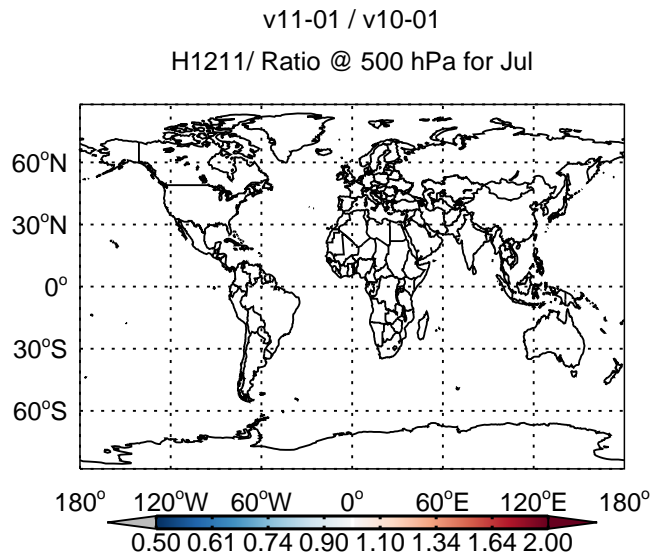 v11-01 / v10-01
H1211/ Ratio @ 500 hPa for Jul
60°N
30°N
0°
30°S
60°S
180° 120°W 60°W 0° 60°E 120°E 180°
0.50 0.61 0.74 0.90 1.10 1.34 1.64 2.00